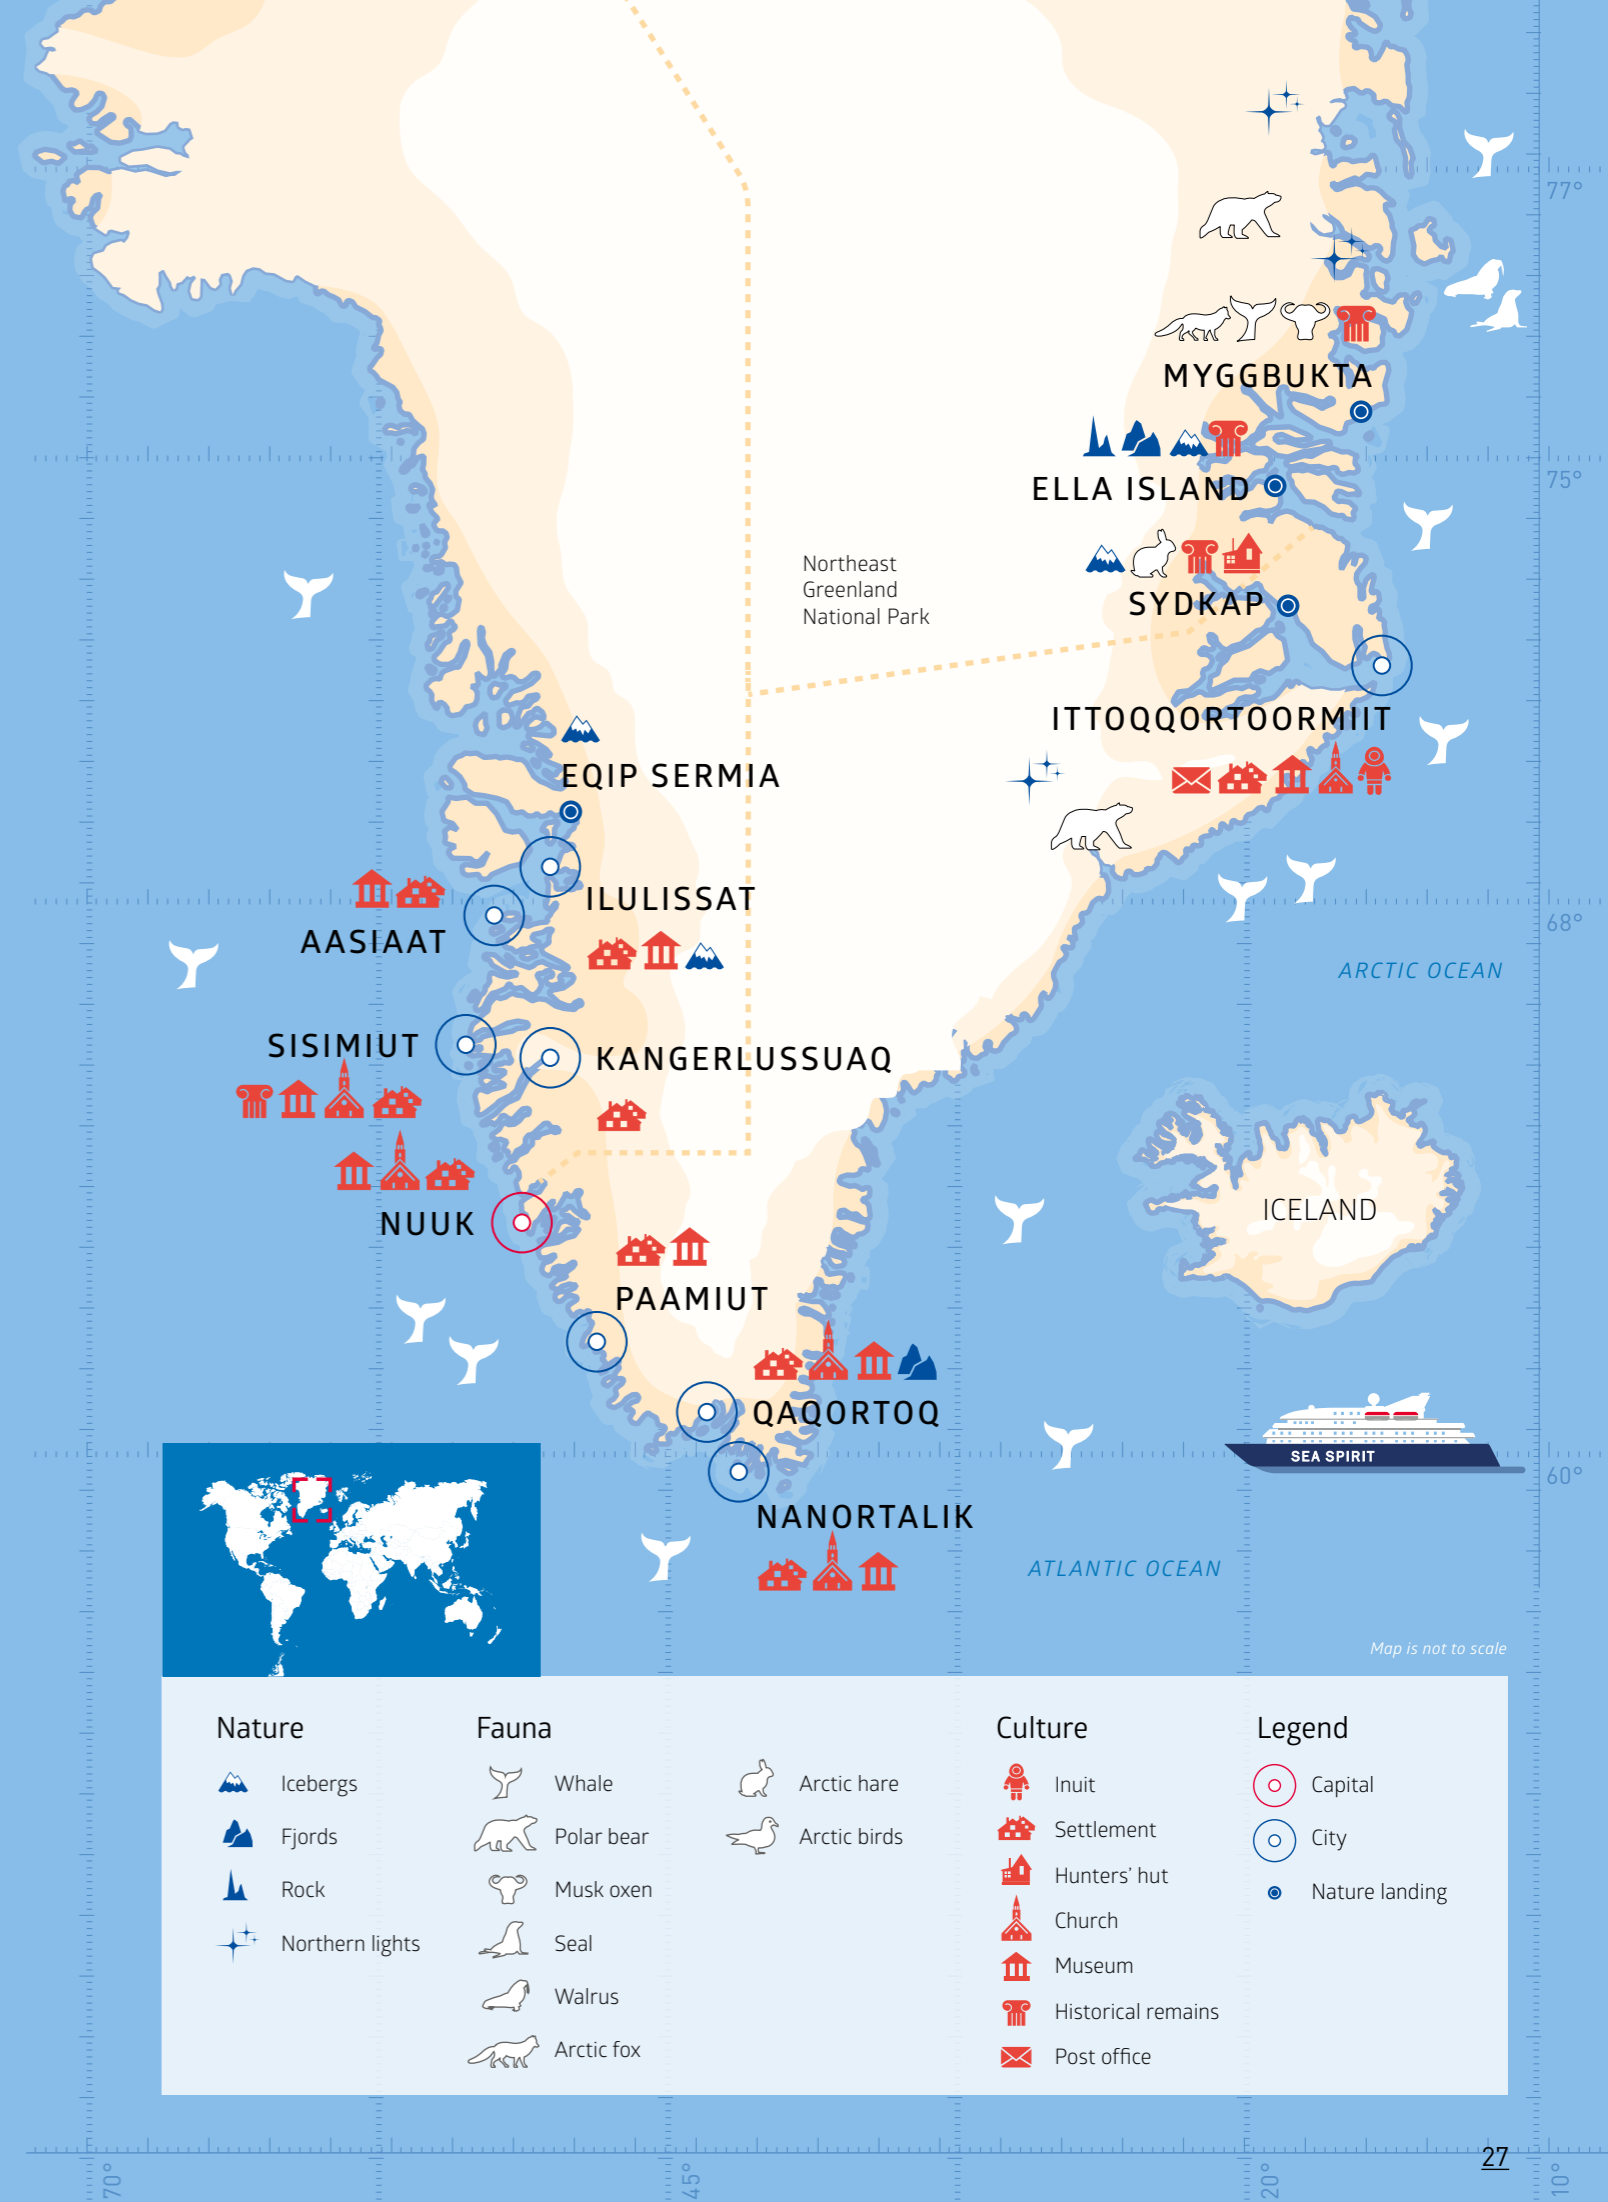 77°
MYGGBUKTA
75°
ELLA ISLAND
Northeast
Greenland
National Park
SYDKAP
ITTOQQORTOORMIIT
EQIP SERMIA
ILULISSAT
AASIAAT
68°
ARCTIC OCEAN
SISIMIUT
KANGERLUSSUAQ
ICELAND
NUUK
PAAMIUT
QAQORTOQ
SEA SPIRIT
60°
NANORTALIK
ATLANTIC OCEAN
Map is not to scale
Nature
Icebergs
Fjords
Rock
Northern lights
Fauna
Whale
Polar bear
Musk oxen
Seal
Walrus
Arctic fox
Arctic hare
Arctic birds
Culture
Inuit
Settlement
Hunters’ hut
Church
Museum
Historical remains
Post office
Legend
Capital
City
Nature landing
27
70°
45°
20°
10°